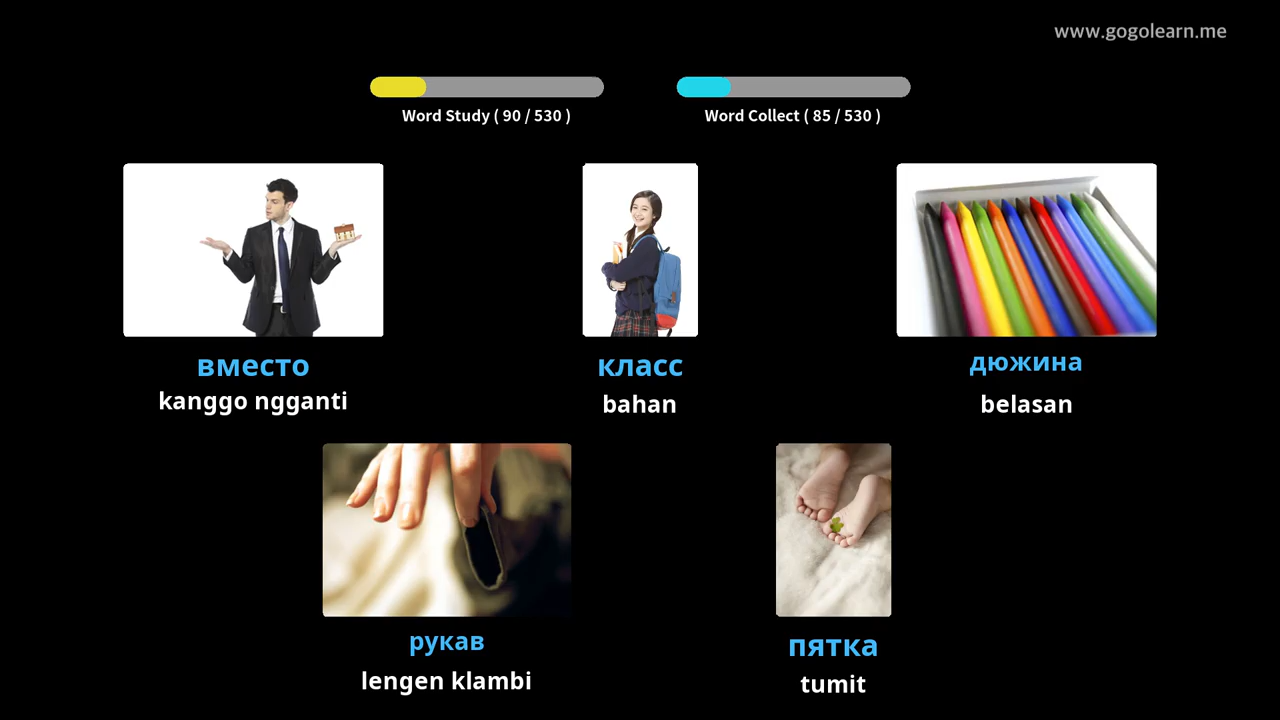 www.gogolearn.me
Word Study ( 90 / 530 )
Word Collect ( 85 / 530 )
вместо
kanggo ngganti
класс
bahan
дюжина
belasan
рукав
lengen klambi
пятка
tumit